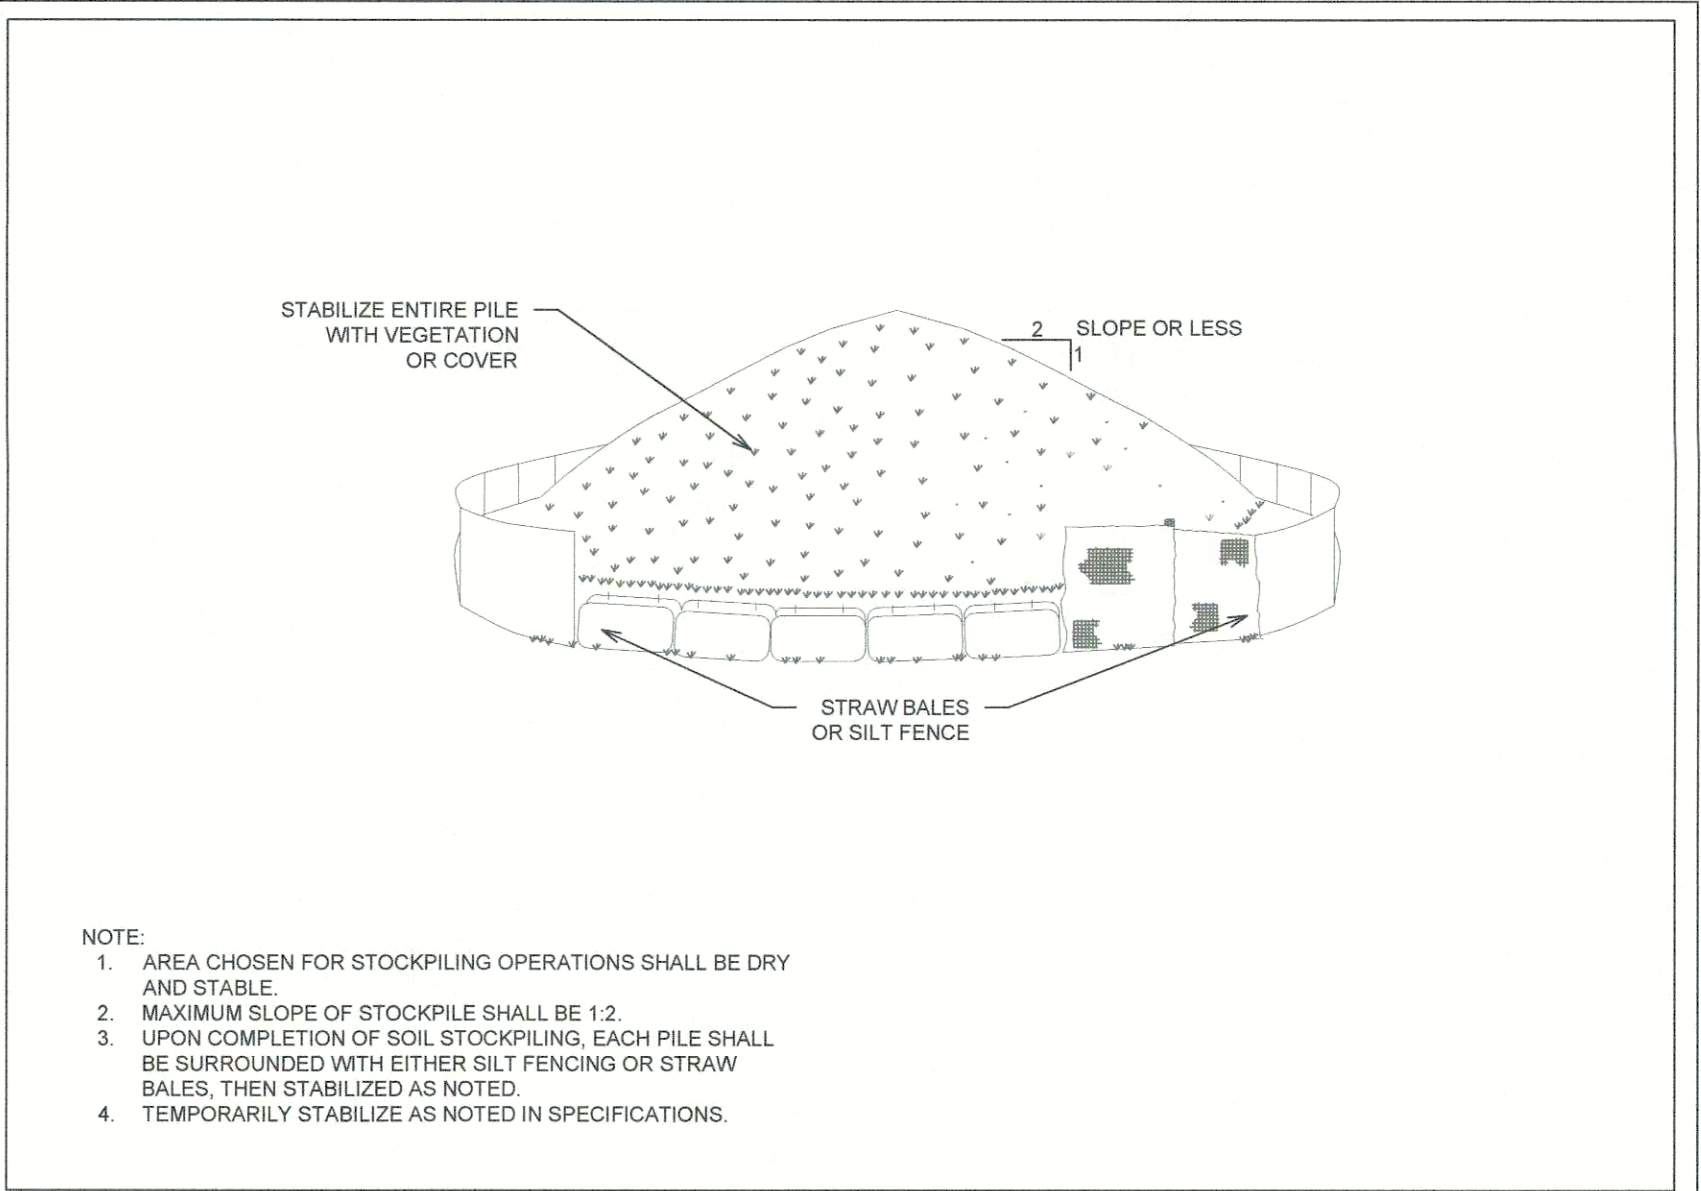 STABILIZE ENTIRE PILE
WITH VEGETATION
OR COVER
2
SLOPE OR LESS
1
STRAW BALES
OR SILT FENCE
NOTE:
1. AREA CHOSEN FOR STOCKPILING OPERATIONS SHALL BE DRY
AND STABLE.
2. MAXIMUM SLOPE OF STOCKPILE SHALL BE 1:2.
3. UPON COMPLETION OF SOIL STOCKPILING, EACH PILE SHALL
BE SURROUNDED WITH EITHER SILT FENCING OR STRAW
BALES, THEN STABILIZED AS NOTED.
4. TEMPORARILY STABILIZE AS NOTED IN SPECIFICATIONS.